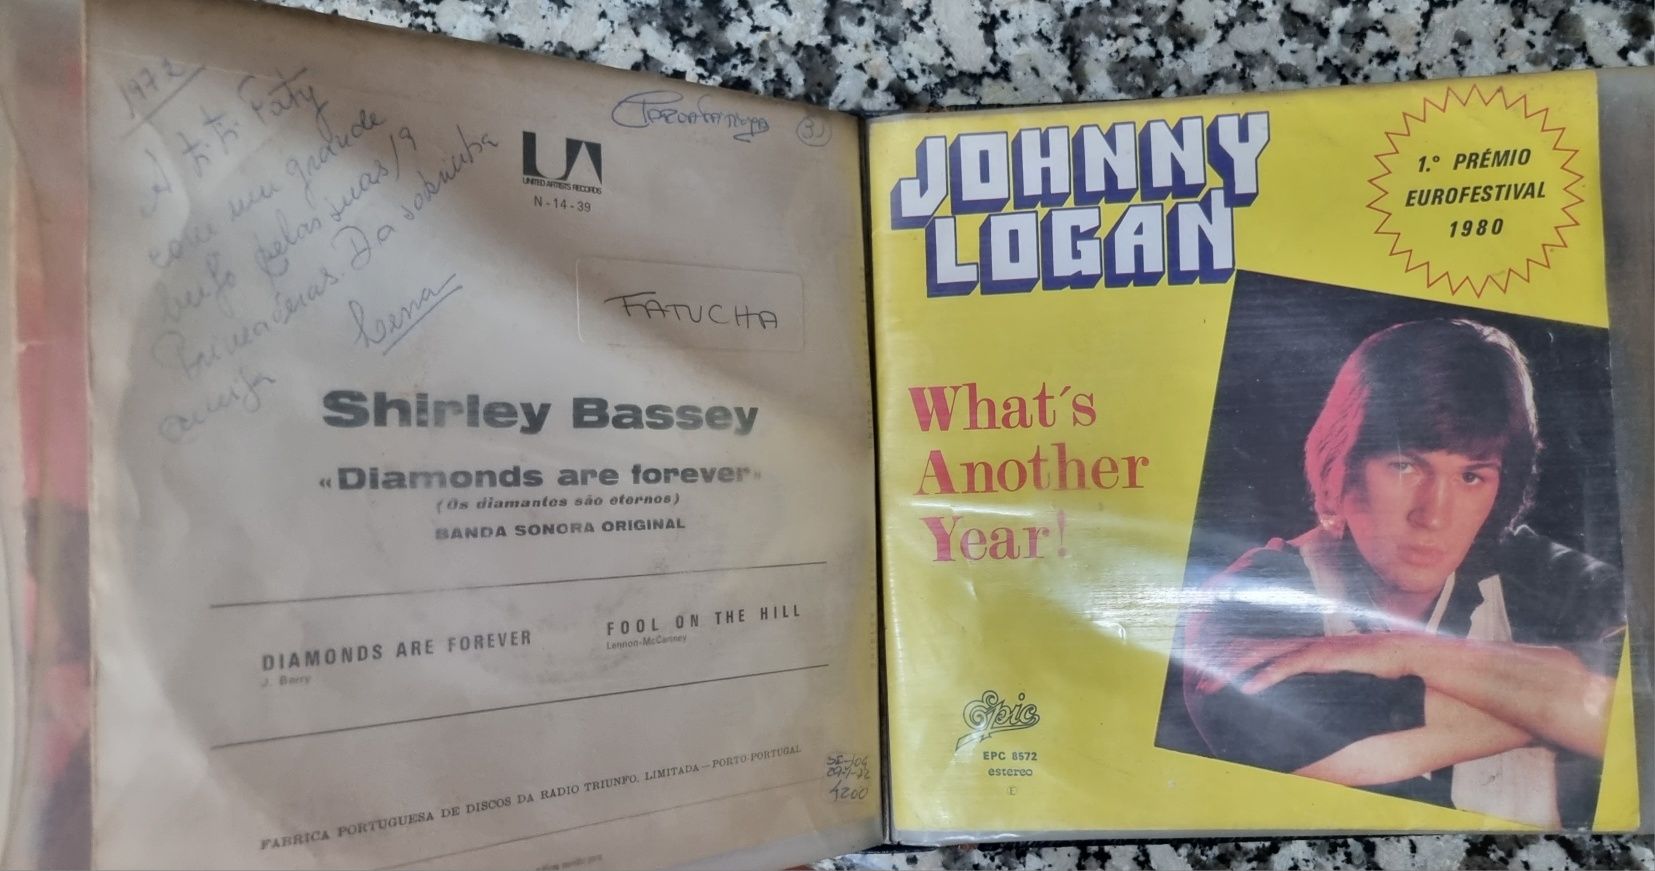 1972
A titi Faty
com um grande
beijo pelas suas 19
Primaveras. Da sobrinha
amiga Lena
3
UA
UNITED ARTISTS RECORDS
N-14-39
FATUCHA
Shirley Bassey
«Diamonds are forever»
(Os diamantes são eternos)
BANDA SONORA ORIGINAL
DIAMONDS ARE FOREVER
J. Barry
FOOL ON THE HILL
Lennon-McCartney
FABRICA PORTUGUESA DE DISCOS DA RADIO TRIUNFO, LIMITADA—PORTO-PORTUGAL
JOHNNY
LOGAN
1.º PRÉMIO
EUROFESTIVAL
1980
What´s
Another
Year!
Epic
EPC 8572
estereo
E